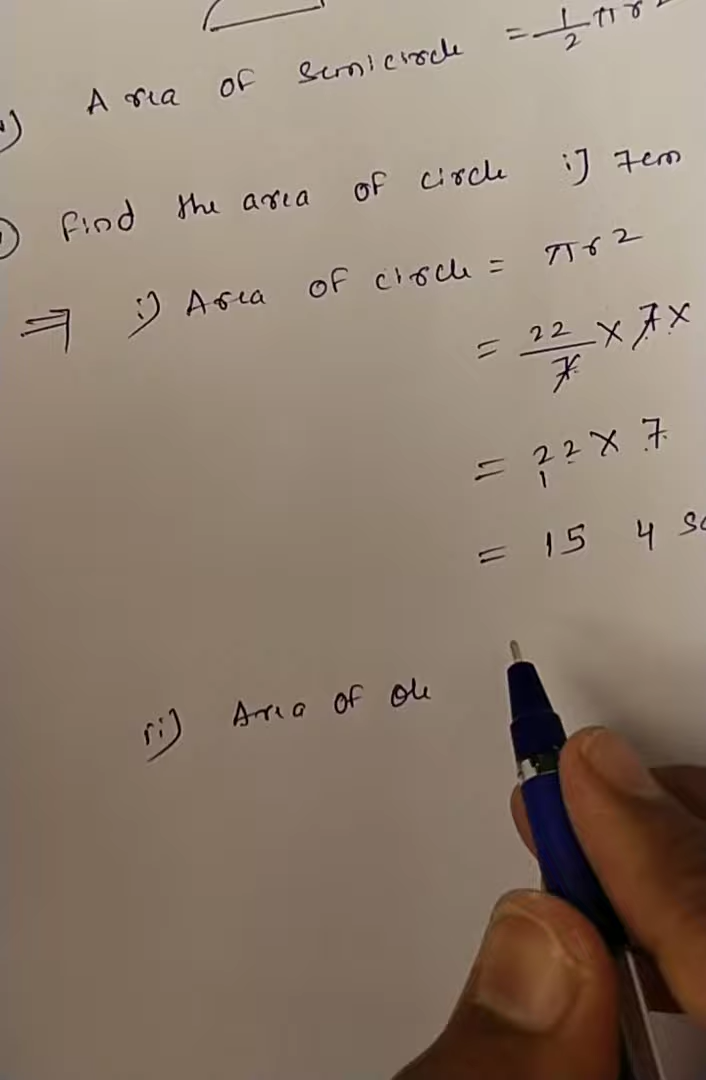 Area of Semicircle = 1/2 πr²
Find the area of circle i] 7cm
⇒ i) Area of circle = πr2
= 22/7 × 7 ×
= 22 × 7
= 15 4
ii) Area of